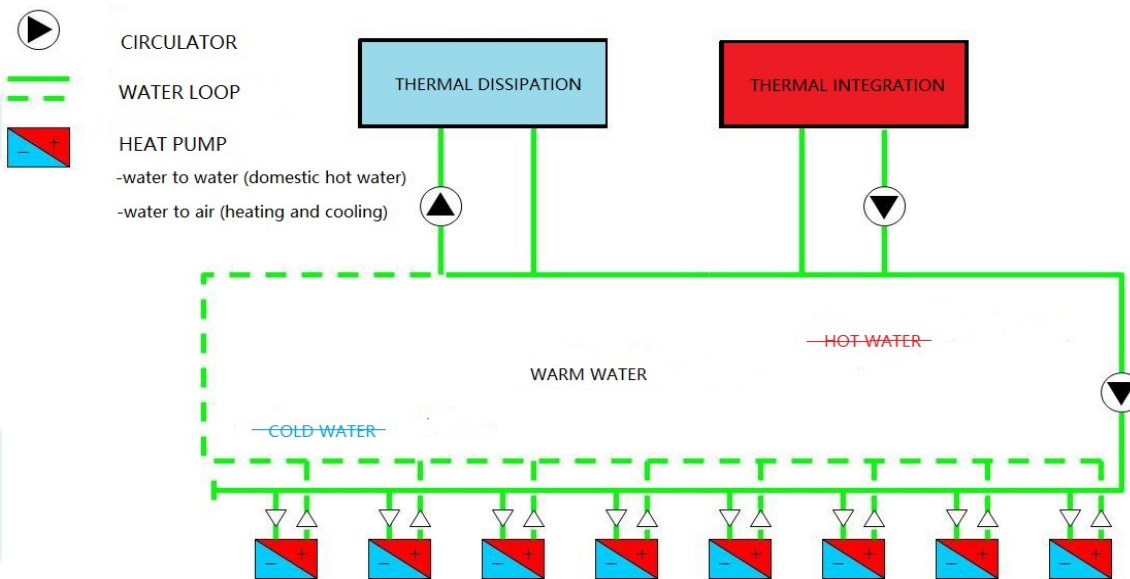 CIRCULATOR
WATER LOOP
HEAT PUMP
-water to water (domestic hot water)
-water to air (heating and cooling)
THERMAL DISSIPATION
THERMAL INTEGRATION
HOT WATER
WARM WATER
COLD WATER
− +
− +
− +
− +
− +
− +
− +
− +
− +